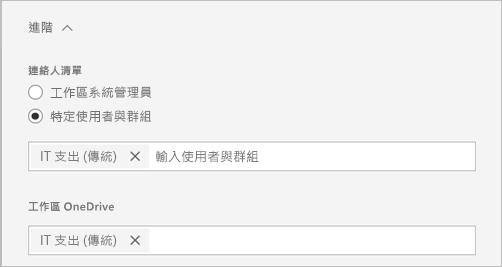 進階
連絡人清單
工作區系統管理員
特定使用者與群組
IT 支出 (傳統) 輸入使用者與群組
工作區 OneDrive
IT 支出 (傳統)